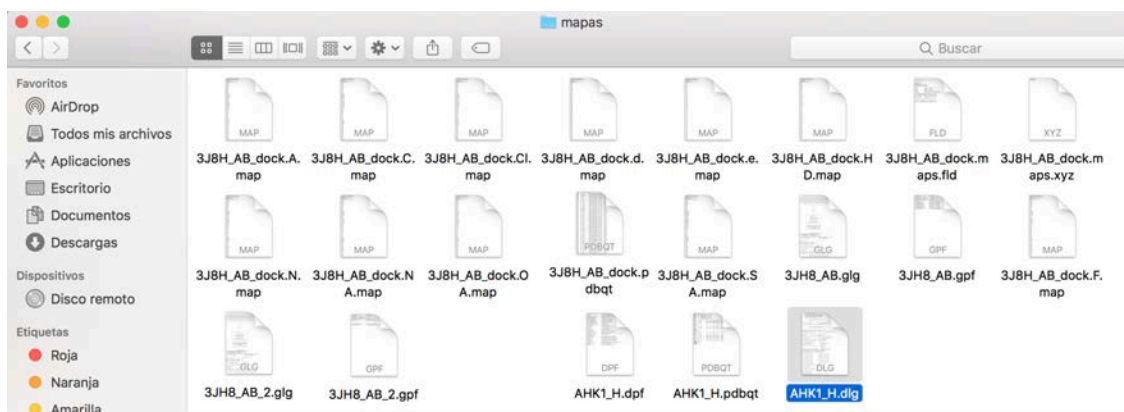 mapas
Buscar
Favoritos
AirDrop
Todos mis archivos
Aplicaciones
Escritorio
Documentos
Descargas
Dispositivos
Disco remoto
Etiquetas
Roja
Naranja
Amarilla
MAP MAP MAP MAP MAP MAP FLD XYZ
3J8H_AB_dock.A. 3J8H_AB_dock.C. 3J8H_AB_dock.Cl. 3J8H_AB_dock.d. 3J8H_AB_dock.e. 3J8H_AB_dock.H 3J8H_AB_dock.m 3J8H_AB_dock.m
map map map map map D.map aps.fld aps.xyz
MAP MAP MAP PDBQT MAP GLG GPF MAP
3J8H_AB_dock.N. 3J8H_AB_dock.N 3J8H_AB_dock.O 3J8H_AB_dock.p 3J8H_AB_dock.S 3JH8_AB.glg 3JH8_AB.gpf 3J8H_AB_dock.F.
map A.map A.map dbqt A.map map
GLG GPF DPF PDBQT DLG
3JH8_AB_2.glg 3JH8_AB_2.gpf AHK1_H.dpf AHK1_H.pdbqt AHK1_H.dlg